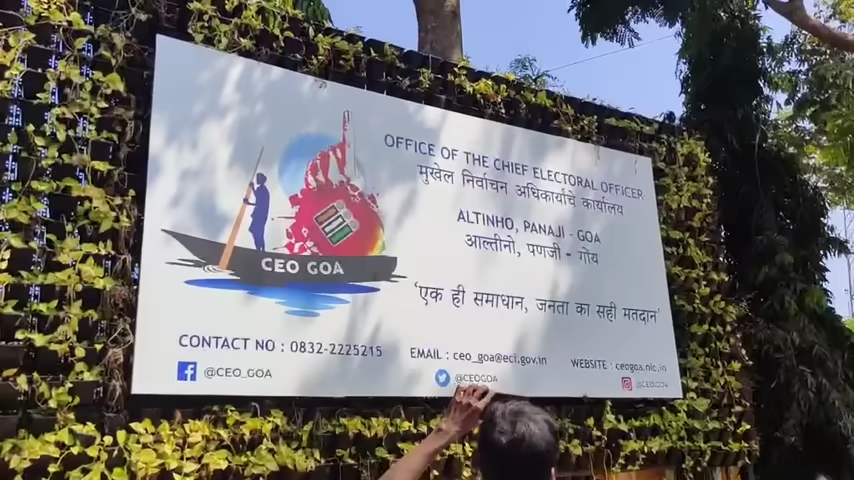 OFFICE OF THE CHIEF ELECTORAL OFFICER
मुखेल निर्वाचन अधिकार्याचे कार्यालय
ALTINHO, PANAJI - GOA
आल्तीनो, पणजी - गोंय
CEO GOA
'एक ही समाधान, जनता का सही मतदान'
CONTACT NO : 0832-2225215
EMAIL : ceo_goa@eci.gov.in
WEBSITE : ceogoa.nic.in
@CEO_GOA
@CEOGOA
@CEOGOA